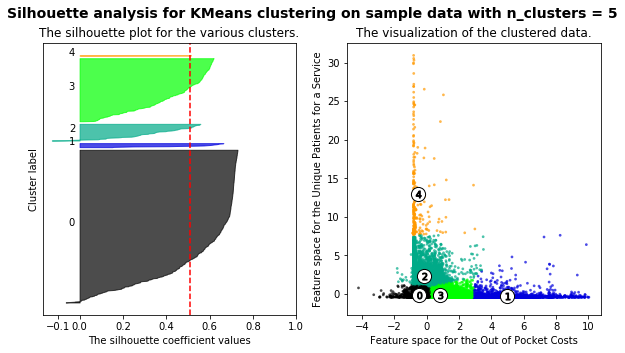 Silhouette analysis for KMeans clustering on sample data with n_clusters = 5
The silhouette plot for the various clusters.
4
3
2
1
0
Cluster label
−0.1 0.0 0.2 0.4 0.6 0.8 1.0
The silhouette coefficient values
The visualization of the clustered data.
30
25
20
15
10
5
0
Feature space for the Unique Patients for a Service
4
2
0 3 1
−4 −2 0 2 4 6 8 10
Feature space for the Out of Pocket Costs